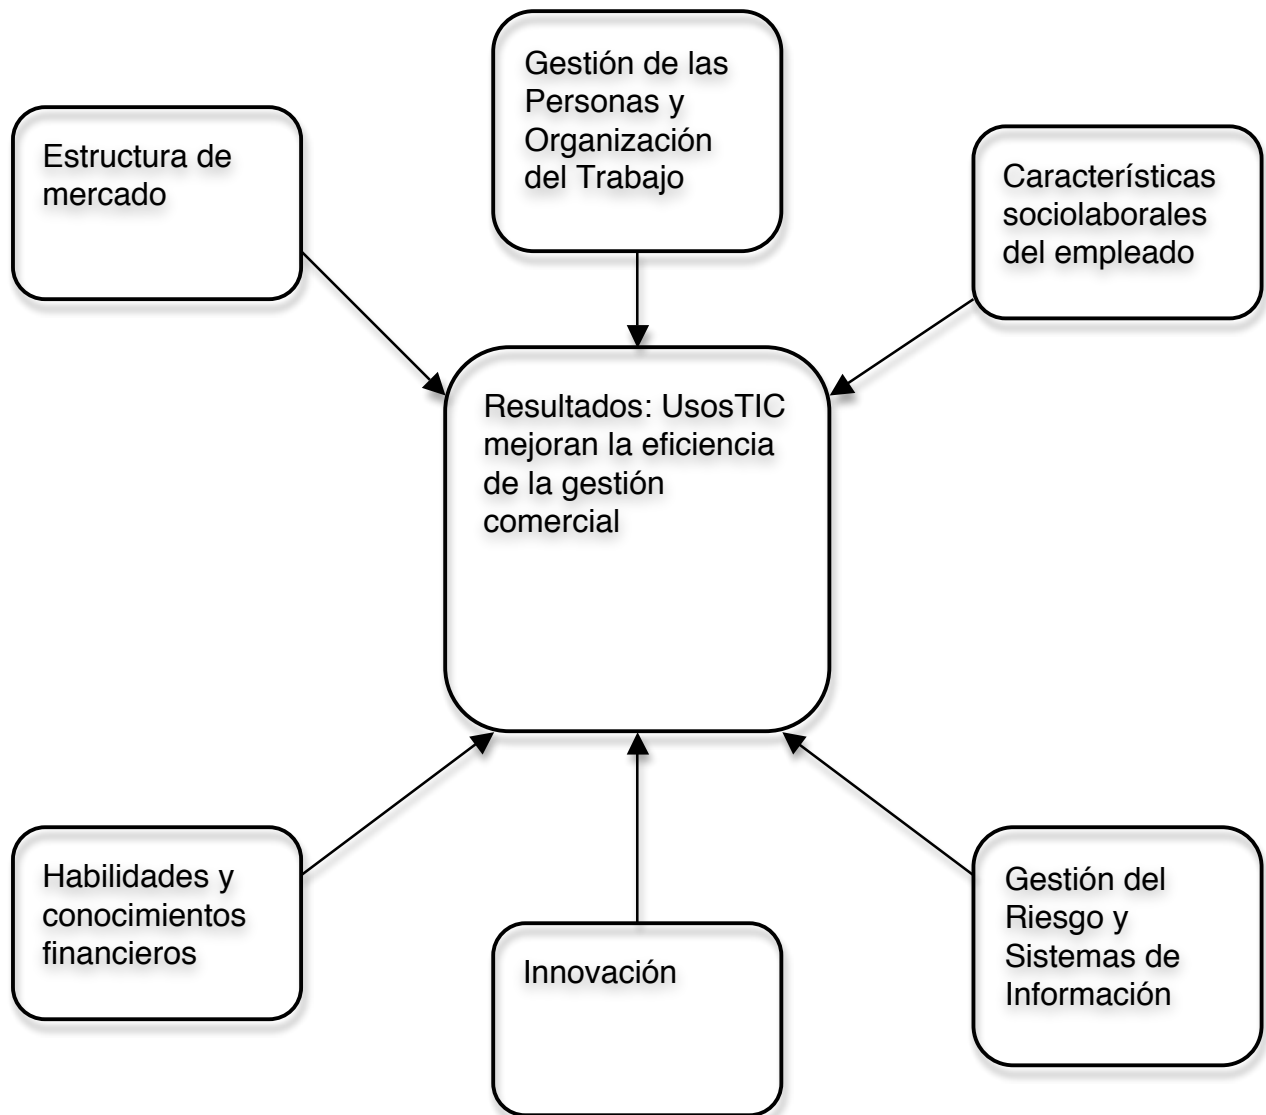 Gestión de las
Personas y
Organización
del Trabajo
Estructura de
mercado
Características
sociolaborales
del empleado
Resultados: UsosTIC
mejoran la eficiencia
de la gestión
comercial
Habilidades y
conocimientos
financieros
Innovación
Gestión del
Riesgo y
Sistemas de
Información